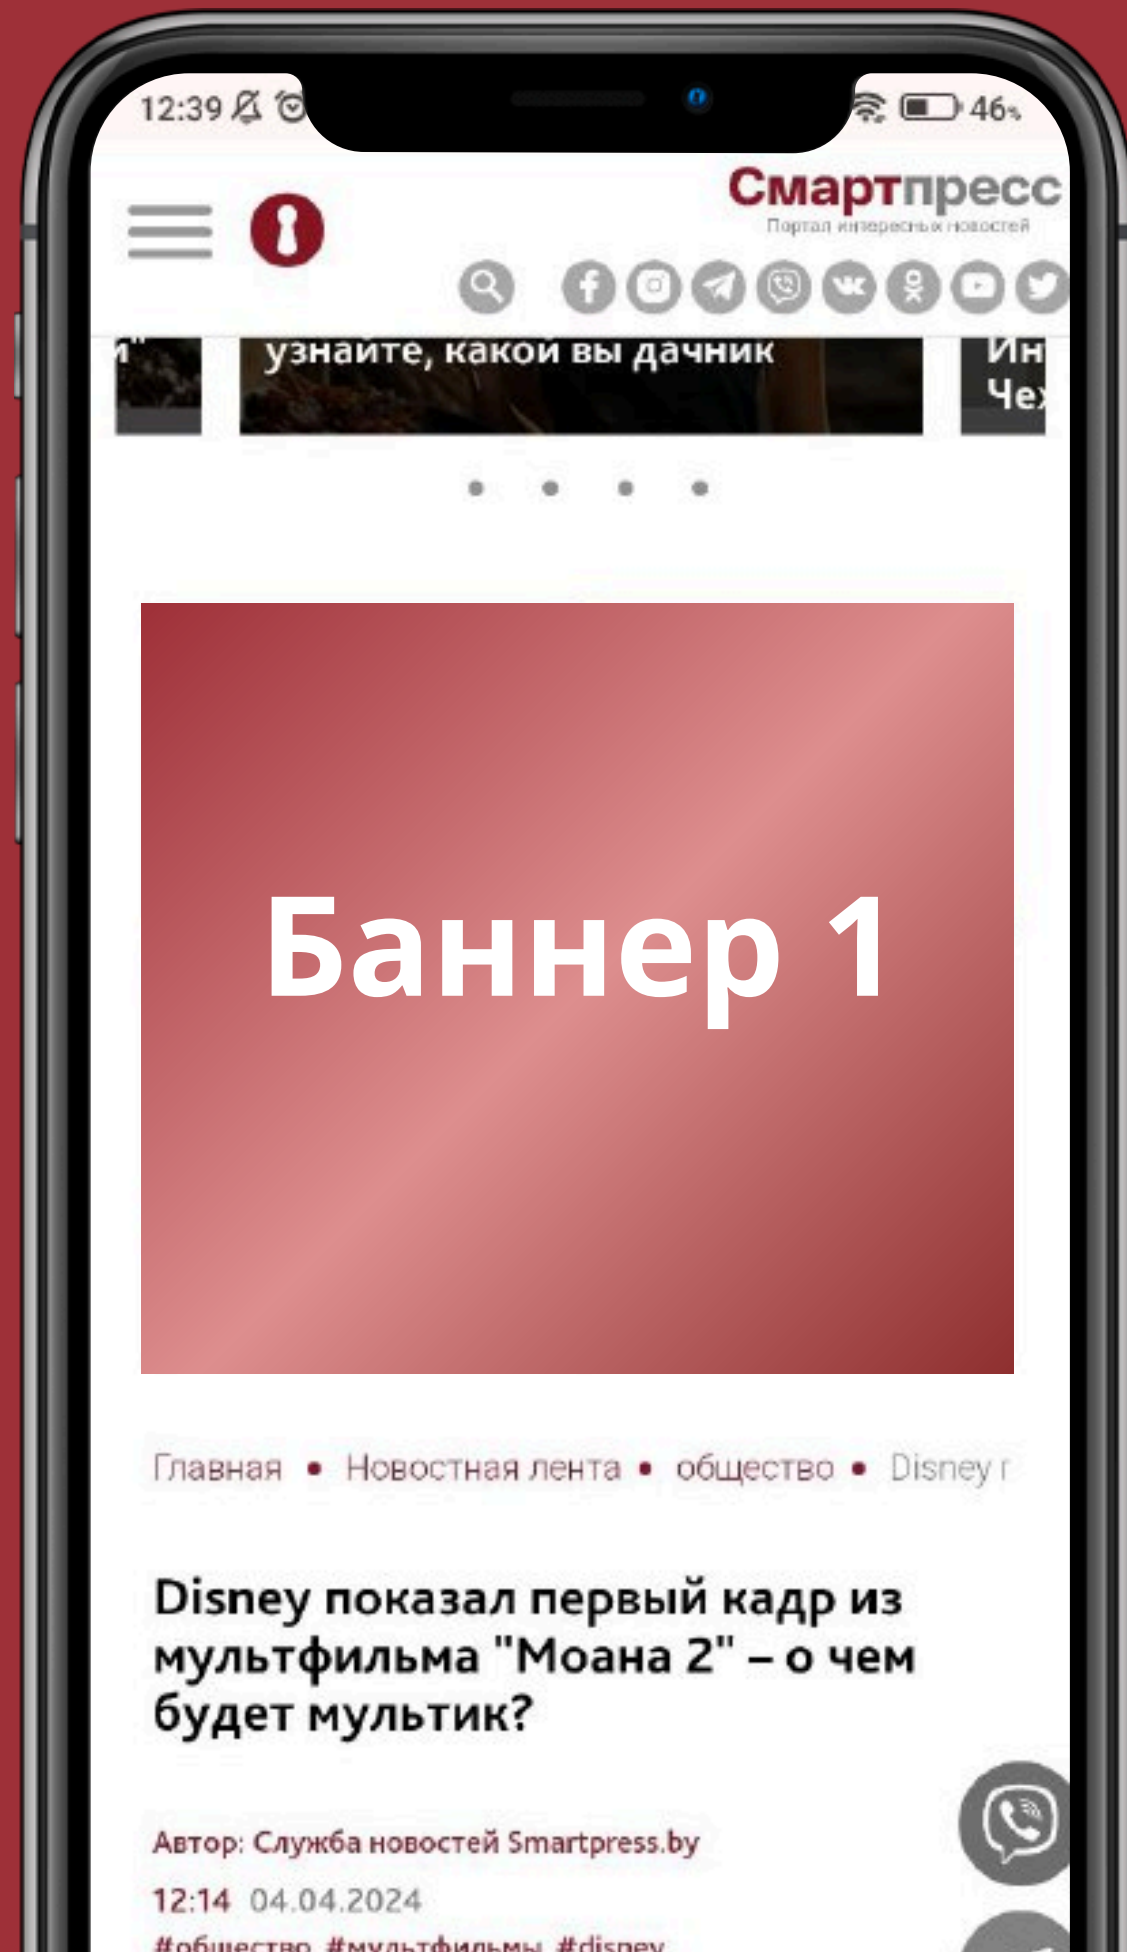 12:39
46%
Смартпресс
Портал интересных новостей
и"
узнайте, какой вы дачник
Ин
Чех
Баннер 1
Главная • Новостная лента • общество • Disney п
Disney показал первый кадр из
мультфильма "Моана 2" – о чем
будет мультик?
Автор: Служба новостей Smartpress.by
12:14 04.04.2024
#общество #мультфильмы #disney